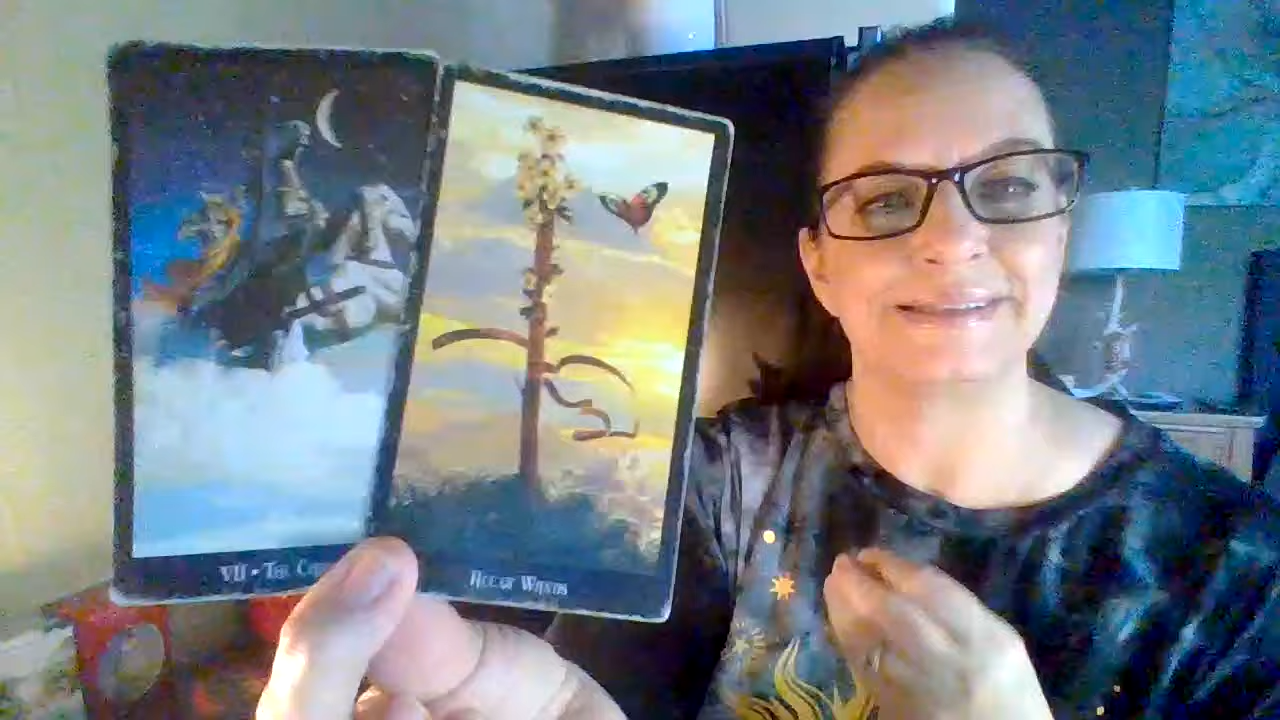 VII • The
Ace of Wands